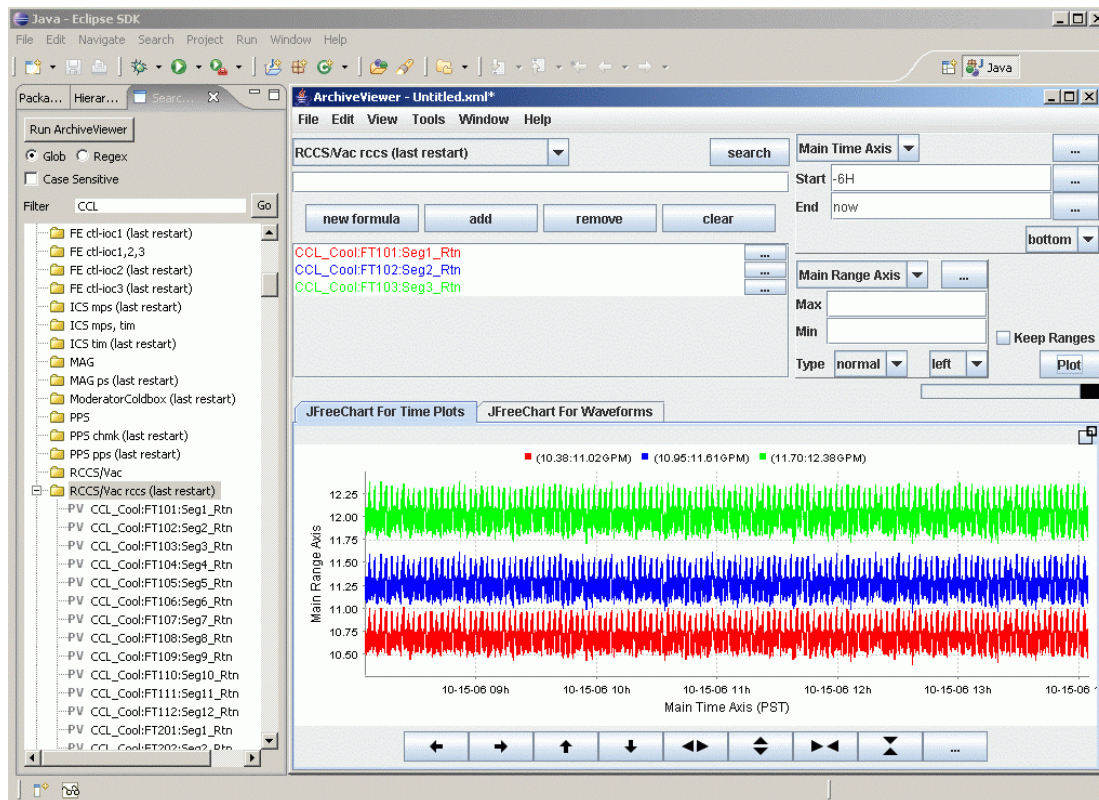 Java - Eclipse SDK
File Edit Navigate Search Project Run Window Help
Java
Packa... Hierar... Searc...
Run ArchiveViewer
Glob Regex
Case Sensitive
Filter CCL Go
FE ctl-ioc1 (last restart)
FE ctl-ioc1,2,3
FE ctl-ioc2 (last restart)
FE ctl-ioc3 (last restart)
ICS mps (last restart)
ICS mps, tim
ICS tim (last restart)
MAG
MAG ps (last restart)
ModeratorColdbox (last restart)
PPS
PPS chmk (last restart)
PPS pps (last restart)
RCCS/Vac
RCCS/Vac rccs (last restart)
PV CCL_Cool:FT101:Seg1_Rtn
PV CCL_Cool:FT102:Seg2_Rtn
PV CCL_Cool:FT103:Seg3_Rtn
PV CCL_Cool:FT104:Seg4_Rtn
PV CCL_Cool:FT105:Seg5_Rtn
PV CCL_Cool:FT106:Seg6_Rtn
PV CCL_Cool:FT107:Seg7_Rtn
PV CCL_Cool:FT108:Seg8_Rtn
PV CCL_Cool:FT109:Seg9_Rtn
PV CCL_Cool:FT110:Seg10_Rtn
PV CCL_Cool:FT111:Seg11_Rtn
PV CCL_Cool:FT112:Seg12_Rtn
PV CCL_Cool:FT201:Seg1_Rtn
PV CCL_Cool:FT202:Seg2_Rtn
ArchiveViewer - Untitled.xml*
File Edit View Tools Window Help
RCCS/Vac rccs (last restart) search
new formula add remove clear
CCL_Cool:FT101:Seg1_Rtn ...
CCL_Cool:FT102:Seg2_Rtn ...
CCL_Cool:FT103:Seg3_Rtn ...
Main Time Axis ...
Start -6H ...
End now ...
bottom
Main Range Axis ...
Max
Min
Keep Ranges
Type normal left Plot
JFreeChart For Time Plots JFreeChart For Waveforms
(10.38:11.02GPM) (10.95:11.61GPM) (11.70:12.38GPM)
Main Range Axis
12.25
12.00
11.75
11.50
11.25
11.00
10.75
10.50
10-15-06 09h 10-15-06 10h 10-15-06 11h 10-15-06 12h 10-15-06 13h 10-15-06
Main Time Axis (PST)
...